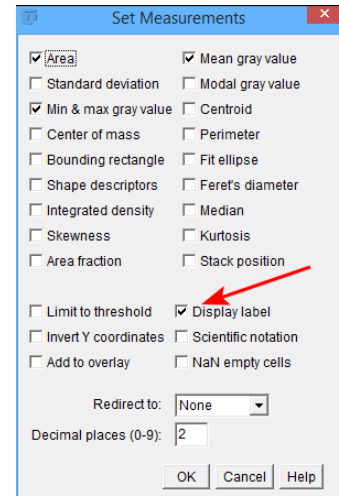 Set Measurements
Area Mean gray value
Standard deviation Modal gray value
Min & max gray value Centroid
Center of mass Perimeter
Bounding rectangle Fit ellipse
Shape descriptors Feret's diameter
Integrated density Median
Skewness Kurtosis
Area fraction Stack position
Limit to threshold Display label
Invert Y coordinates Scientific notation
Add to overlay NaN empty cells
Redirect to: None
Decimal places (0-9): 2
OK Cancel Help